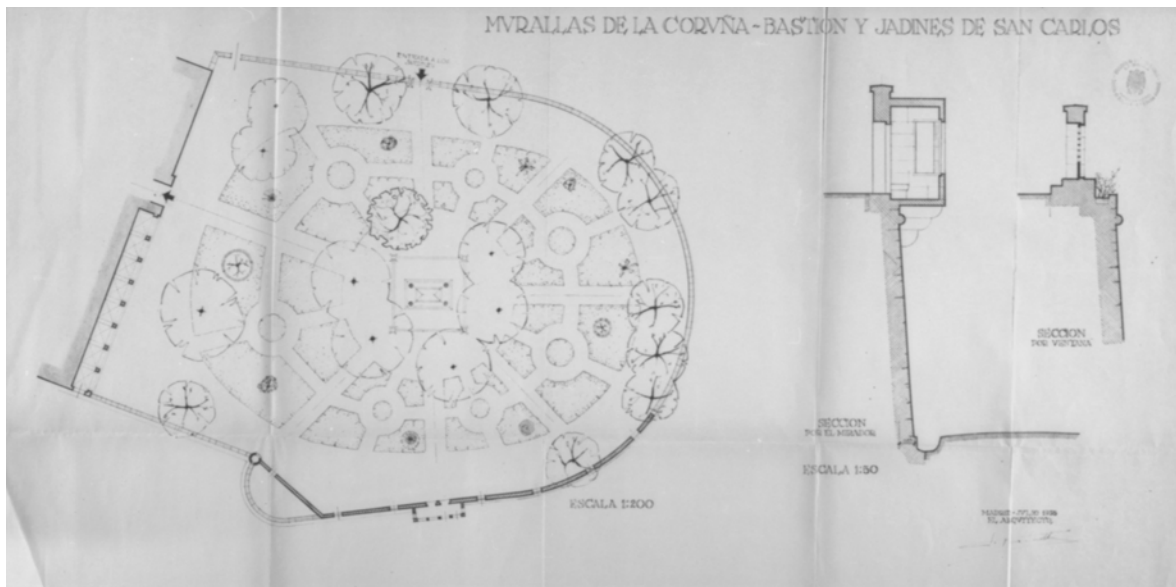 MVRALLAS DE LA CORVÑA-BASTION Y JADINES DE SAN CARLOS
SECCION
POR VENTANA
SECCION
POR EL MIRADOR
ESCALA 1:50
ESCALA 1:200
EL ARQVITECTO